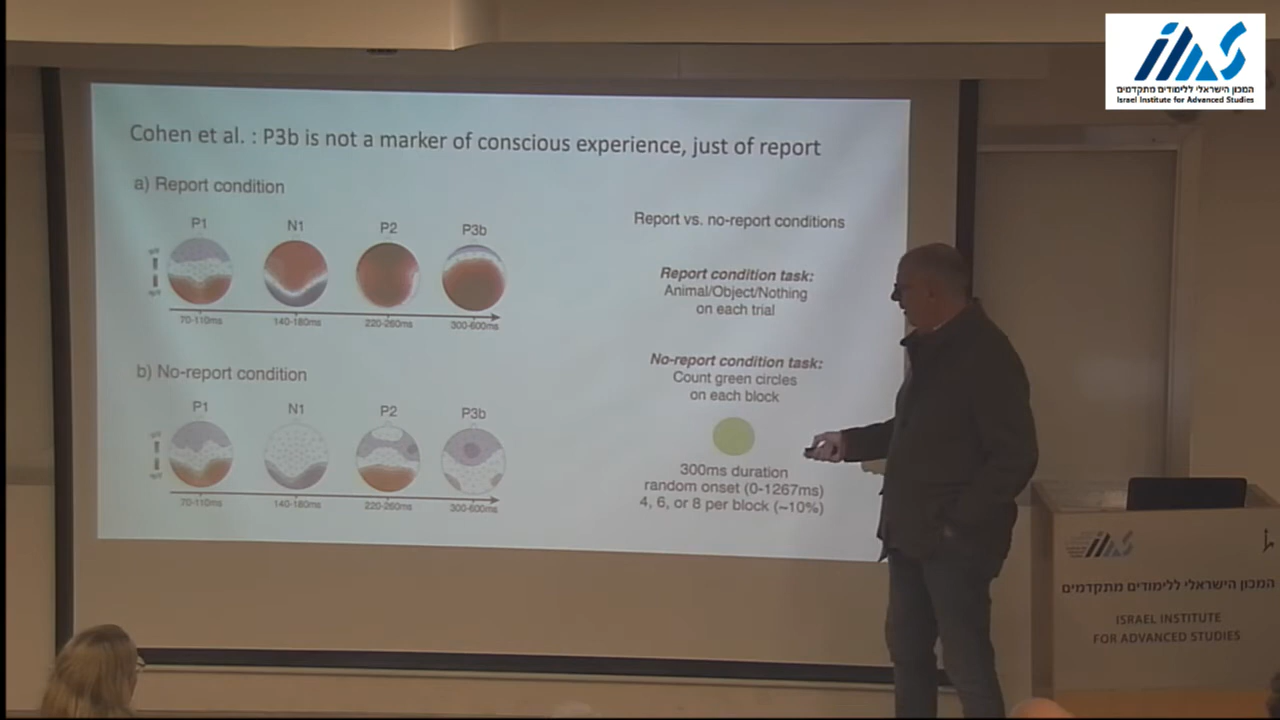 המכון הישראלי ללימודים מתקדמים
Israel Institute for Advanced Studies
Cohen et al. : P3b is not a marker of conscious experience, just of report
a) Report condition
P1
N1
P2
P3b
70-110ms
140-180ms
220-260ms
300-600ms
b) No-report condition
P1
N1
P2
P3b
70-110ms
140-180ms
220-260ms
300-600ms
Report vs. no-report conditions
Report condition task:
Animal/Object/Nothing
on each trial
No-report condition task:
Count green circles
on each block
300ms duration
random onset (0-1267ms)
4, 6, or 8 per block (~10%)
המכון הישראלי ללימודים מתקדמים
ISRAEL INSTITUTE
FOR ADVANCED STUDIES